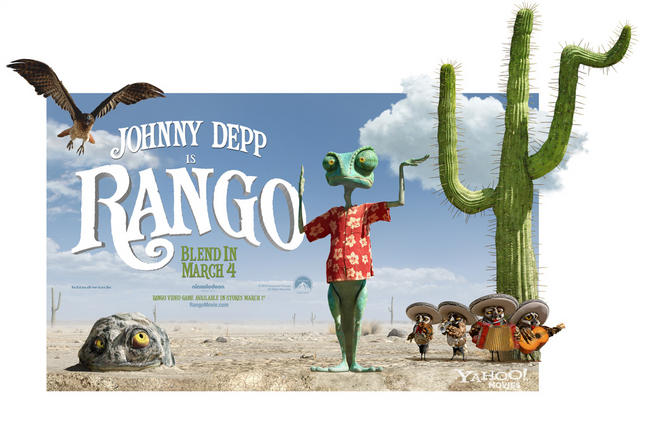 JOHNNY DEPP
IS
RANGO
BLEND IN
MARCH 4
nickelodeon
RANGO VIDEO GAME AVAILABLE IN STORES MARCH 1ST
RangoMovie.com
YAHOO!
MOVIES